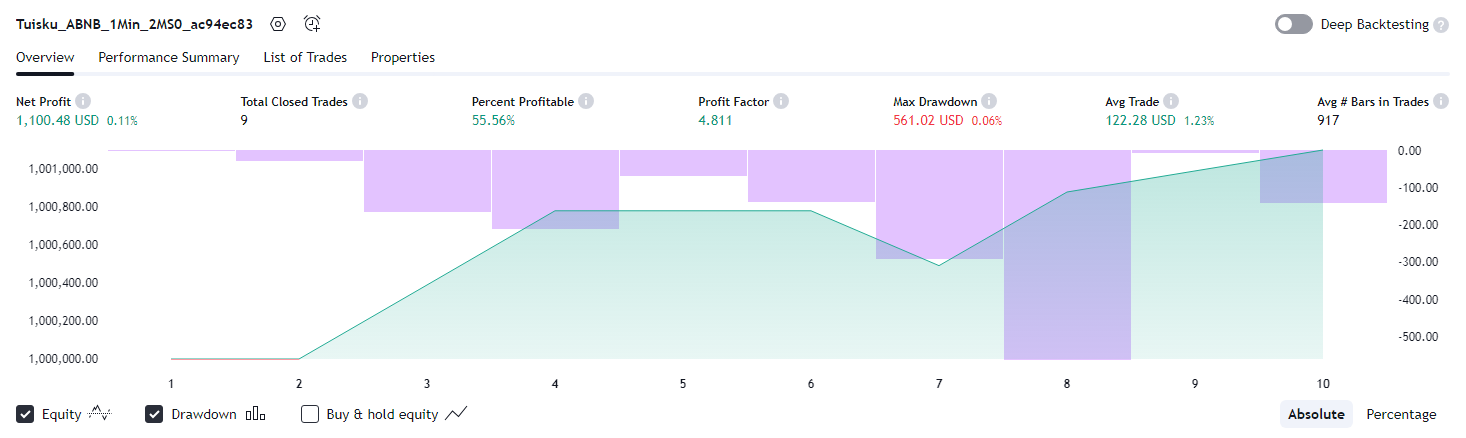 Tuisku_ABNB_1Min_2MS0_ac94ec83 Deep Backtesting ?
Overview Performance Summary List of Trades Properties
Net Profit i Total Closed Trades i Percent Profitable i Profit Factor i Max Drawdown i Avg Trade i Avg # Bars in Trades i
1,100.48 USD 0.11% 9 55.56% 4.811 561.02 USD 0.06% 122.28 USD 1.23% 917
0.00
1,001,000.00
-100.00
1,000,800.00
-200.00
1,000,600.00
-300.00
1,000,400.00
-400.00
1,000,200.00
-500.00
1,000,000.00
1 2 3 4 5 6 7 8 9 10
Equity Drawdown Buy & hold equity Absolute Percentage